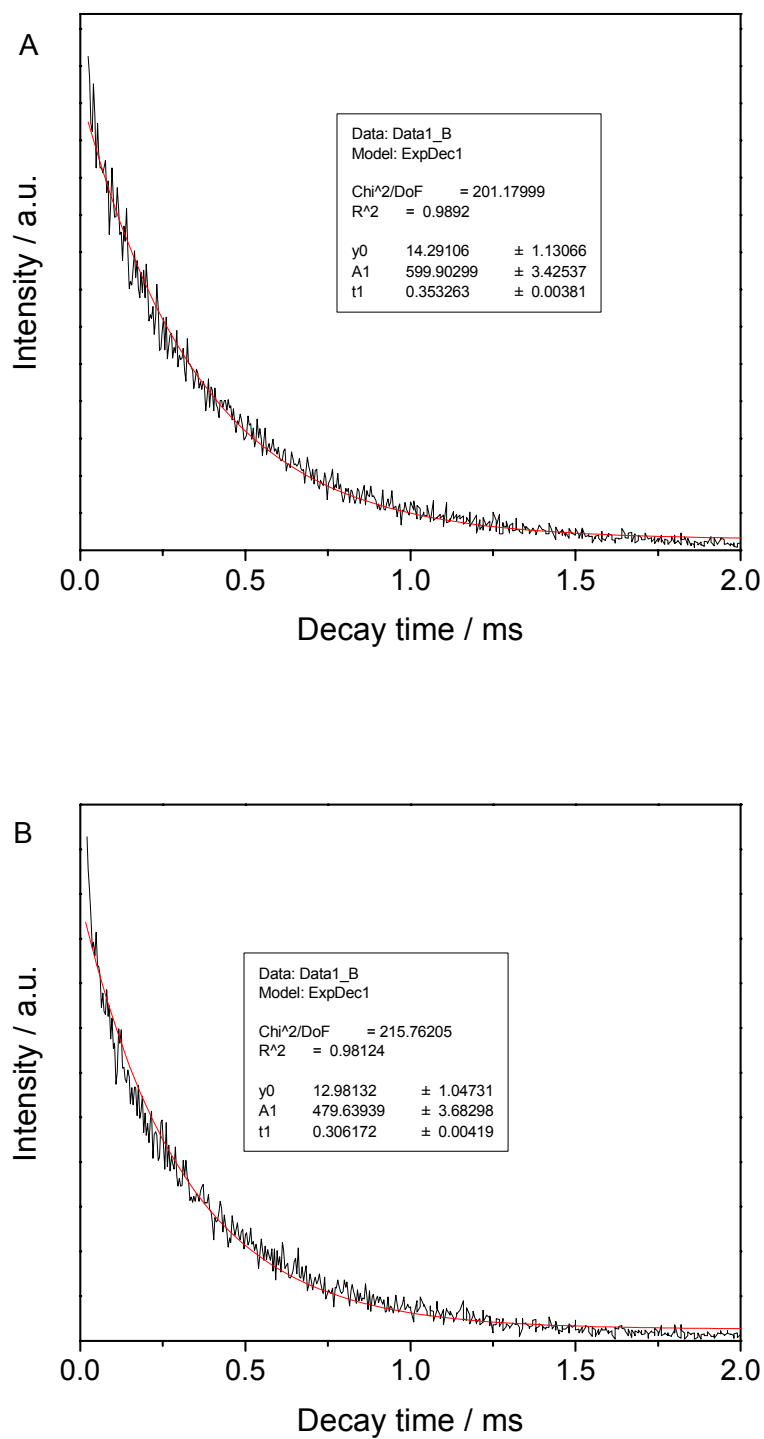 A
Intensity / a.u.
Data: Data1_B
Model: ExpDec1
Chi^2/DoF = 201.17999
R^2 = 0.9892
y0 14.29106 ± 1.13066
A1 599.90299 ± 3.42537
t1 0.353263 ± 0.00381
0.0 0.5 1.0 1.5 2.0
Decay time / ms
B
Intensity / a.u.
Data: Data1_B
Model: ExpDec1
Chi^2/DoF = 215.76205
R^2 = 0.98124
y0 12.98132 ± 1.04731
A1 479.63939 ± 3.68298
t1 0.306172 ± 0.00419
0.0 0.5 1.0 1.5 2.0
Decay time / ms